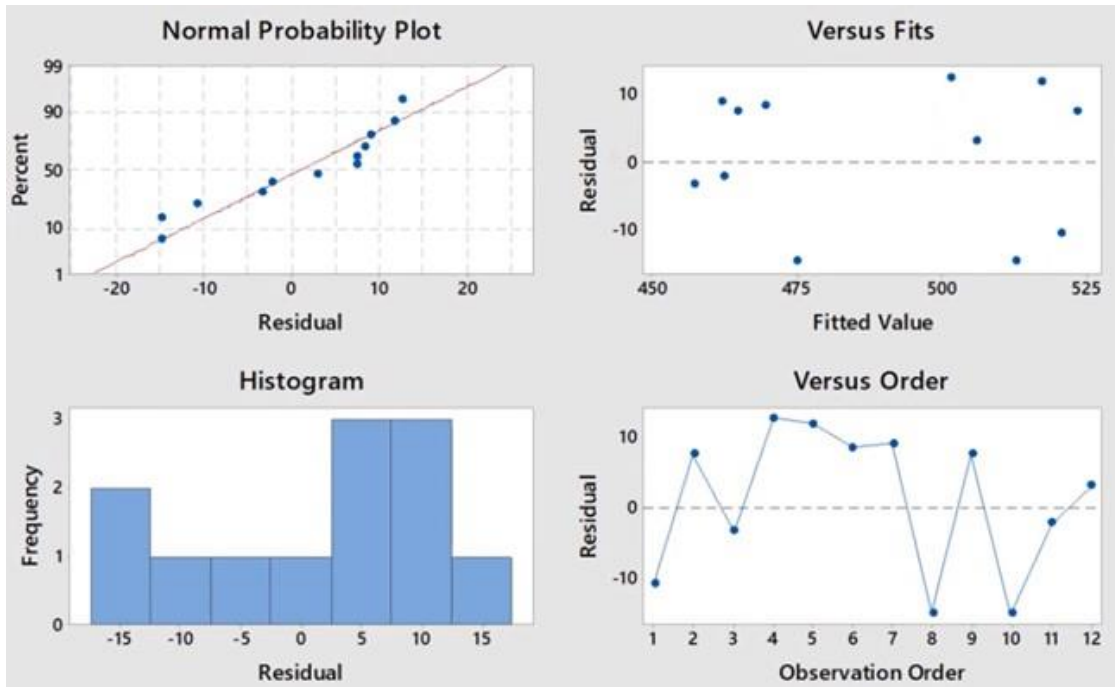 Normal Probability Plot
99
90
50
10
1
Percent
-20 -10 0 10 20
Residual
Versus Fits
10
0
-10
Residual
450 475 500 525
Fitted Value
Histogram
3
2
1
0
Frequency
-15 -10 -5 0 5 10 15
Residual
Versus Order
10
0
-10
Residual
1 2 3 4 5 6 7 8 9 10 11 12
Observation Order